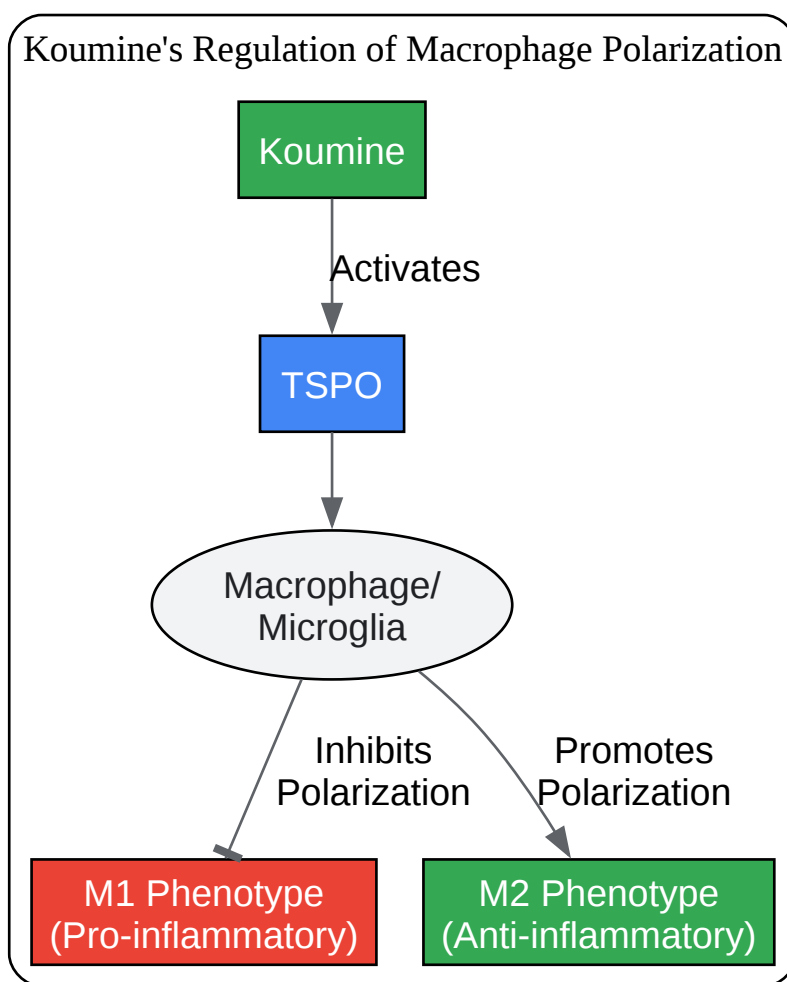 Koumine's Regulation of Macrophage Polarization
Koumine
Activates
TSPO
Macrophage/
Microglia
Inhibits
Polarization
Promotes
Polarization
M1 Phenotype
(Pro-inflammatory)
M2 Phenotype
(Anti-inflammatory)